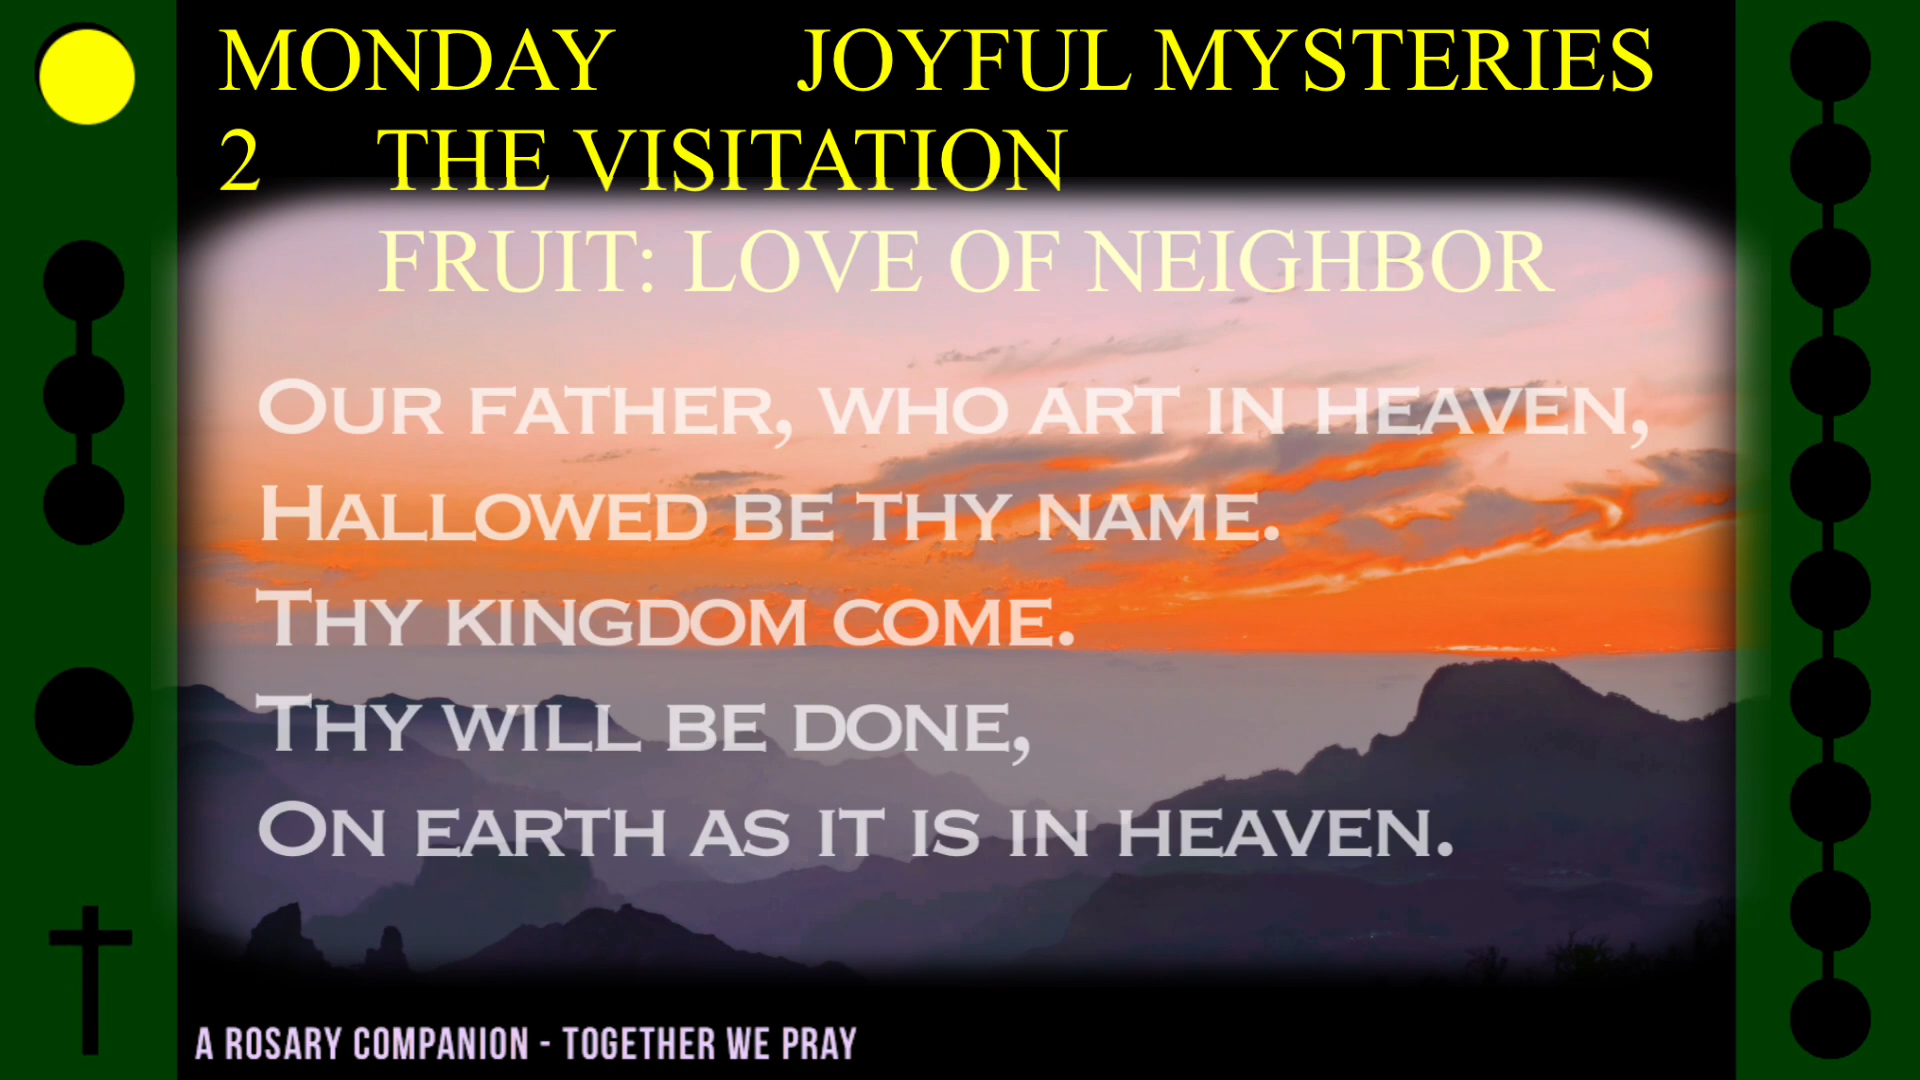 MONDAY JOYFUL MYSTERIES
2 THE VISITATION
FRUIT: LOVE OF NEIGHBOR
OUR FATHER, WHO ART IN HEAVEN,
HALLOWED BE THY NAME.
THY KINGDOM COME.
THY WILL BE DONE,
ON EARTH AS IT IS IN HEAVEN.
A ROSARY COMPANION - TOGETHER WE PRAY